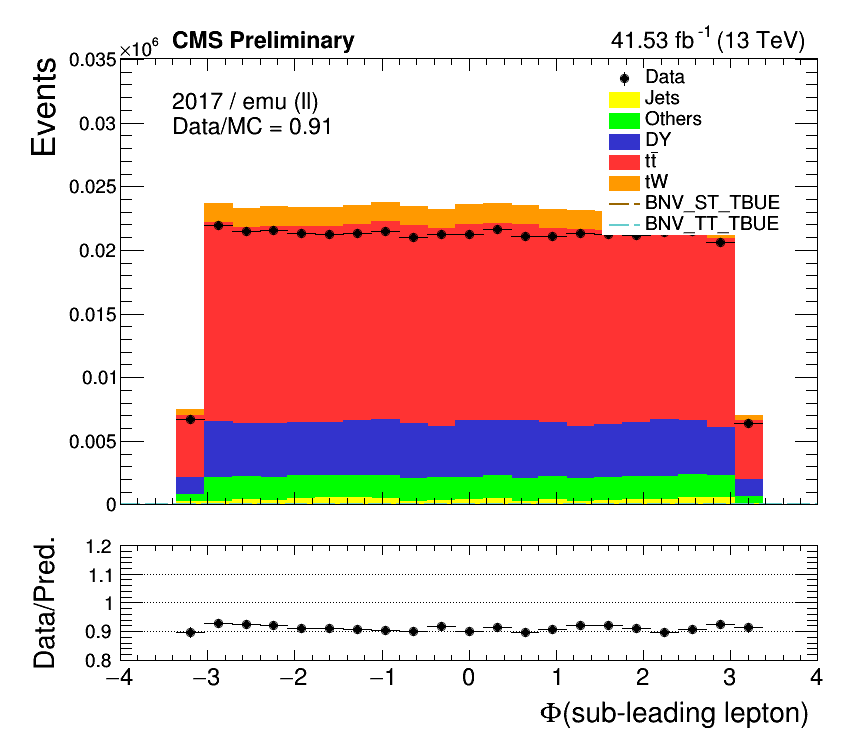 ×10⁶ CMS Preliminary 41.53 fb⁻¹ (13 TeV)
Events
0.035
0.03
0.025
0.02
0.015
0.01
0.005
0
2017 / emu (ll)
Data/MC = 0.91
Data
Jets
Others
DY
tt̄
tW
BNV_ST_TBUE
BNV_TT_TBUE
Data/Pred.
1.2
1.1
1
0.9
0.8
−4 −3 −2 −1 0 1 2 3 4
Φ(sub-leading lepton)